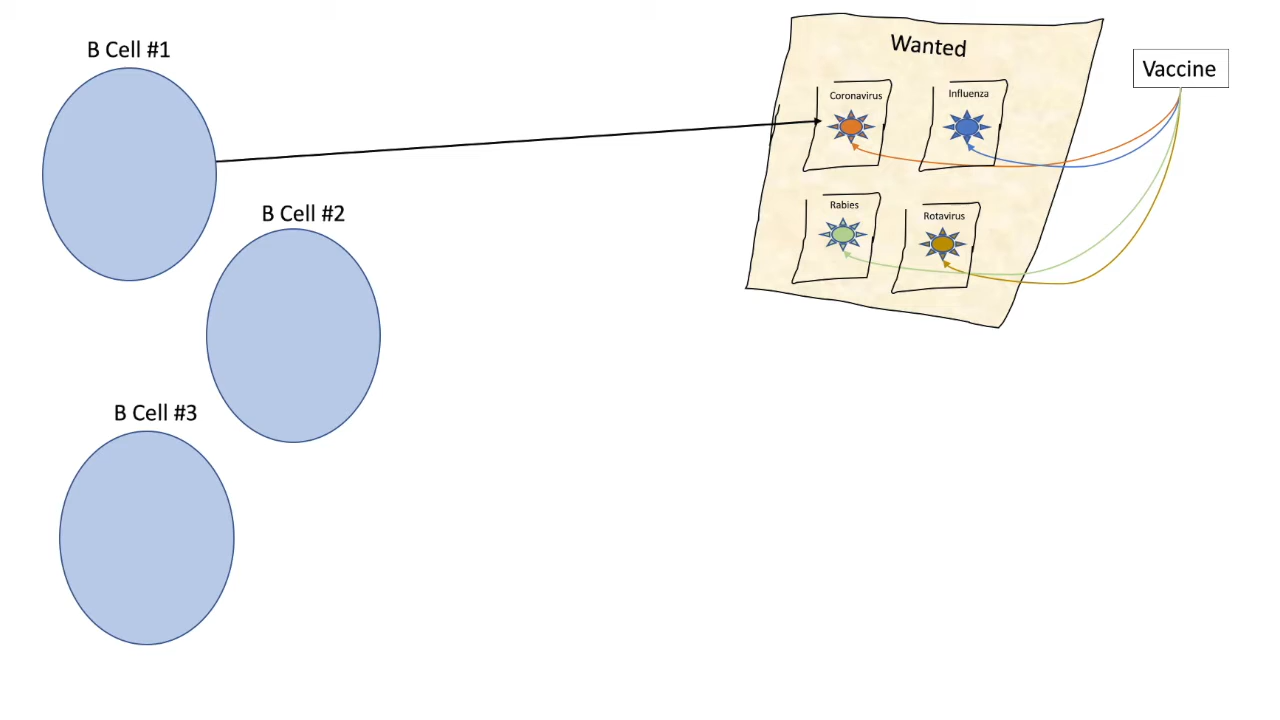 B Cell #1
Wanted
Vaccine
Coronavirus
Influenza
Rabies
Rotavirus
B Cell #2
B Cell #3